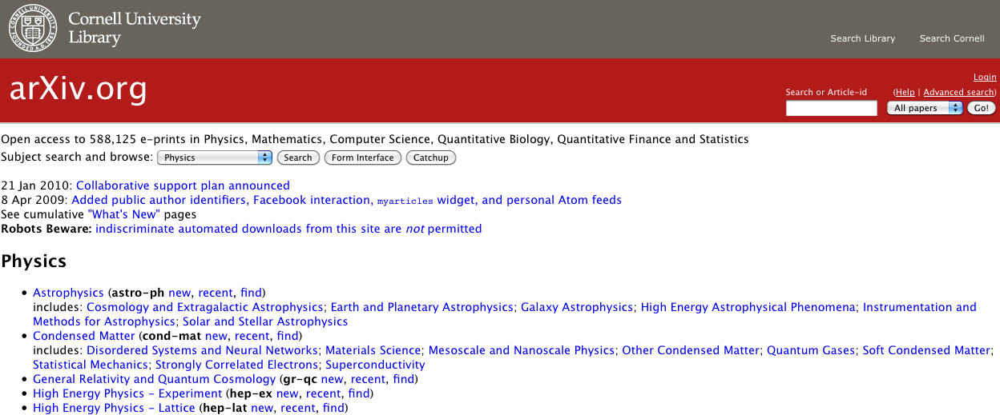 Cornell University
Library
Search Library Search Cornell
arXiv.org
Login
Search or Article-id (Help | Advanced search)
All papers Go!
Open access to 588,125 e-prints in Physics, Mathematics, Computer Science, Quantitative Biology, Quantitative Finance and Statistics
Subject search and browse: Physics Search Form Interface Catchup
21 Jan 2010: Collaborative support plan announced
8 Apr 2009: Added public author identifiers, Facebook interaction, myarticles widget, and personal Atom feeds
See cumulative "What's New" pages
Robots Beware: indiscriminate automated downloads from this site are not permitted
Physics
• Astrophysics (astro-ph new, recent, find)
includes: Cosmology and Extragalactic Astrophysics; Earth and Planetary Astrophysics; Galaxy Astrophysics; High Energy Astrophysical Phenomena; Instrumentation and
Methods for Astrophysics; Solar and Stellar Astrophysics
• Condensed Matter (cond-mat new, recent, find)
includes: Disordered Systems and Neural Networks; Materials Science; Mesoscale and Nanoscale Physics; Other Condensed Matter; Quantum Gases; Soft Condensed Matter;
Statistical Mechanics; Strongly Correlated Electrons; Superconductivity
• General Relativity and Quantum Cosmology (gr-qc new, recent, find)
• High Energy Physics - Experiment (hep-ex new, recent, find)
• High Energy Physics - Lattice (hep-lat new, recent, find)